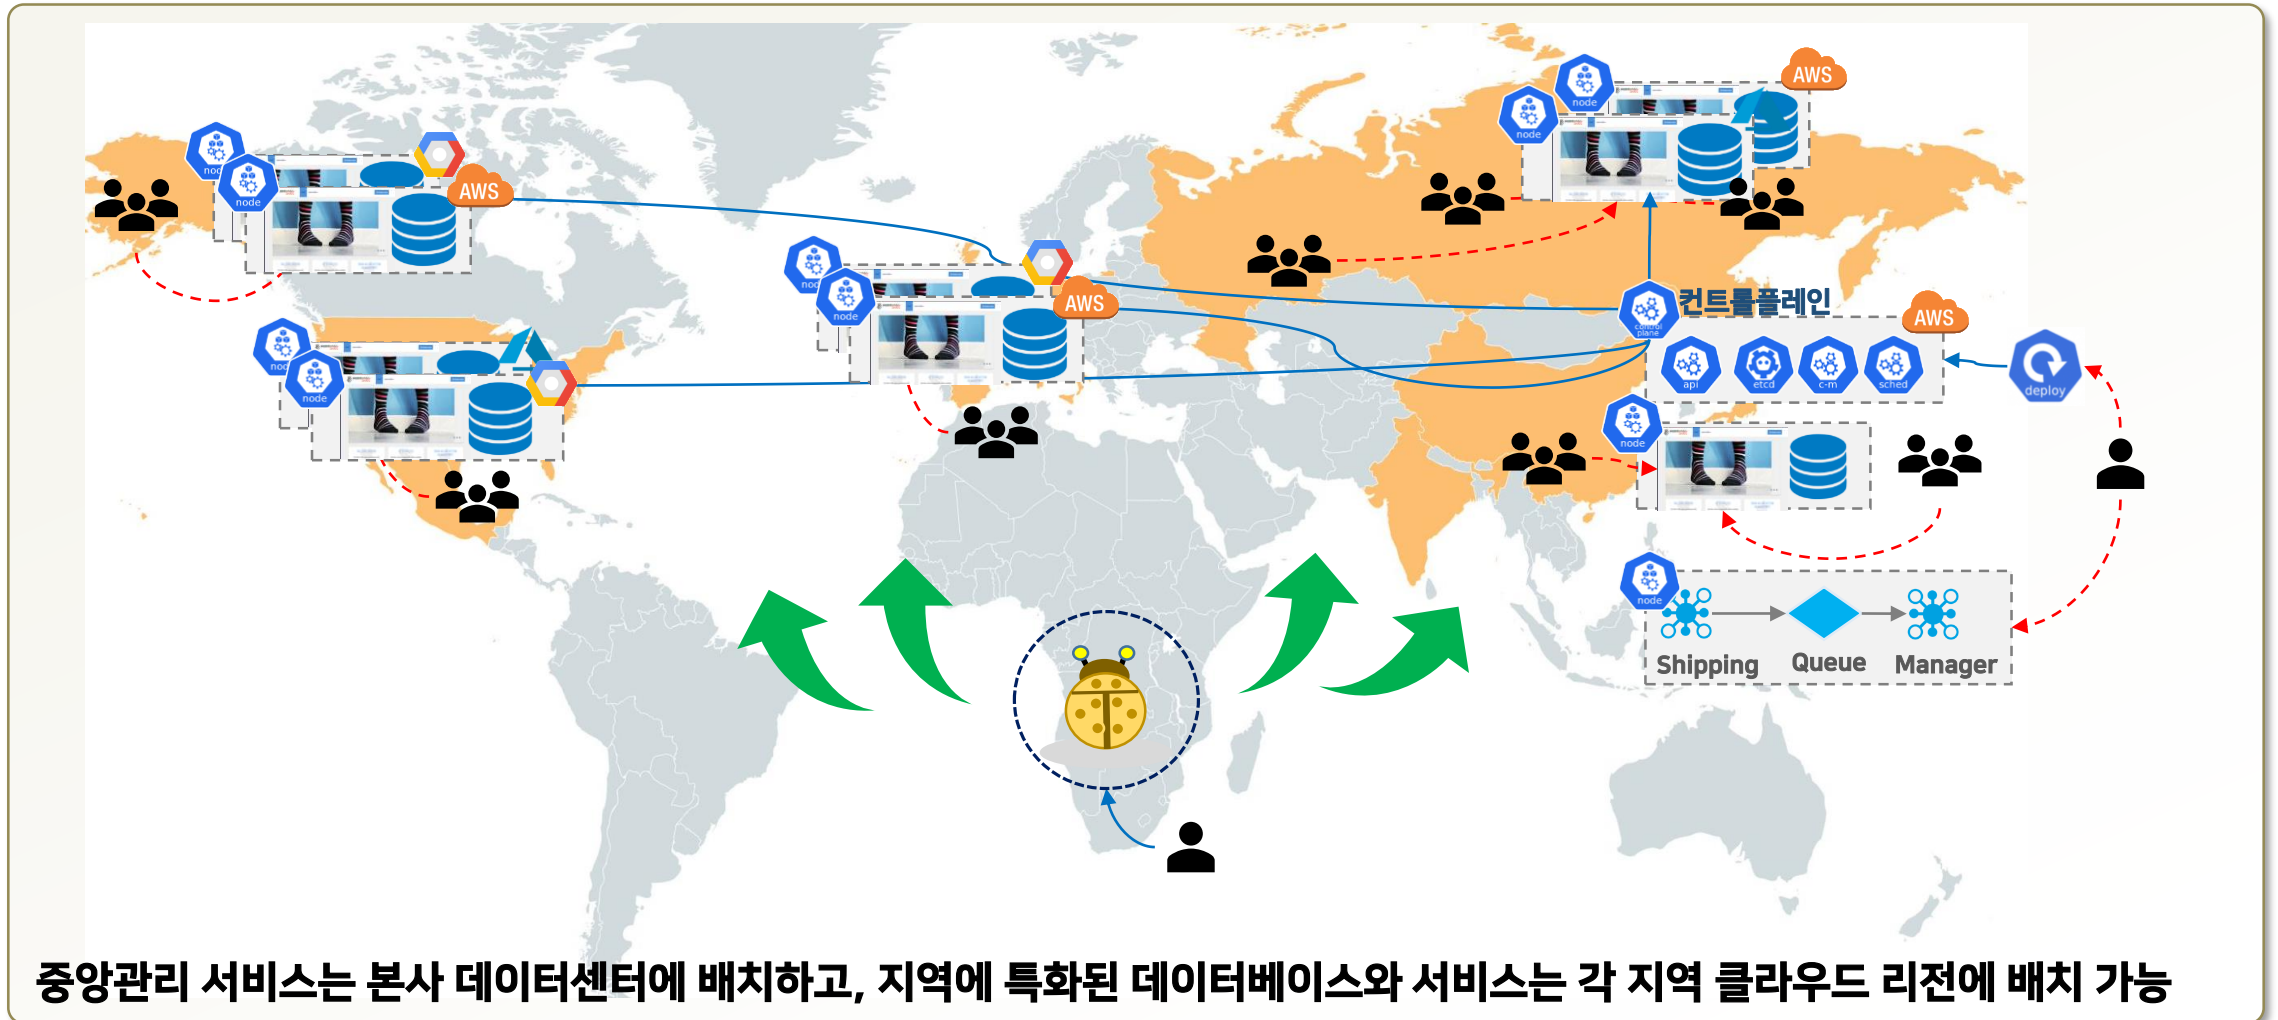 AWS
node
node
node
AWS
node
node
AWS
컨트롤플레인
control
plane
AWS
api
etcd
c-m
sched
deploy
node
node
node
Shipping
Queue
Manager
중앙관리 서비스는 본사 데이터센터에 배치하고, 지역에 특화된 데이터베이스와 서비스는 각 지역 클라우드 리전에 배치 가능